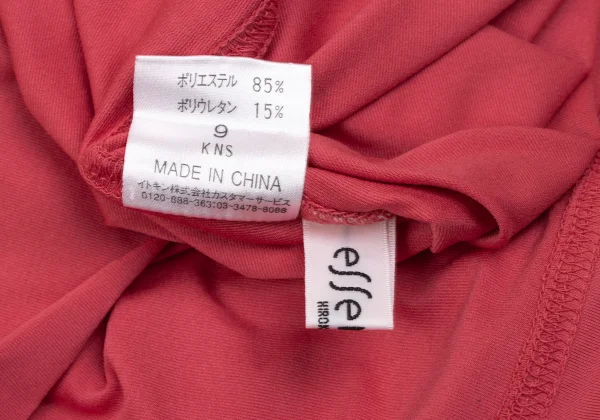 ポリエステル 85%
ポリウレタン 15%
9
KNS
MADE IN CHINA
イトキン株式会社カスタマーサービス
0120-888-363:03-3478-8088
esse
HIRO